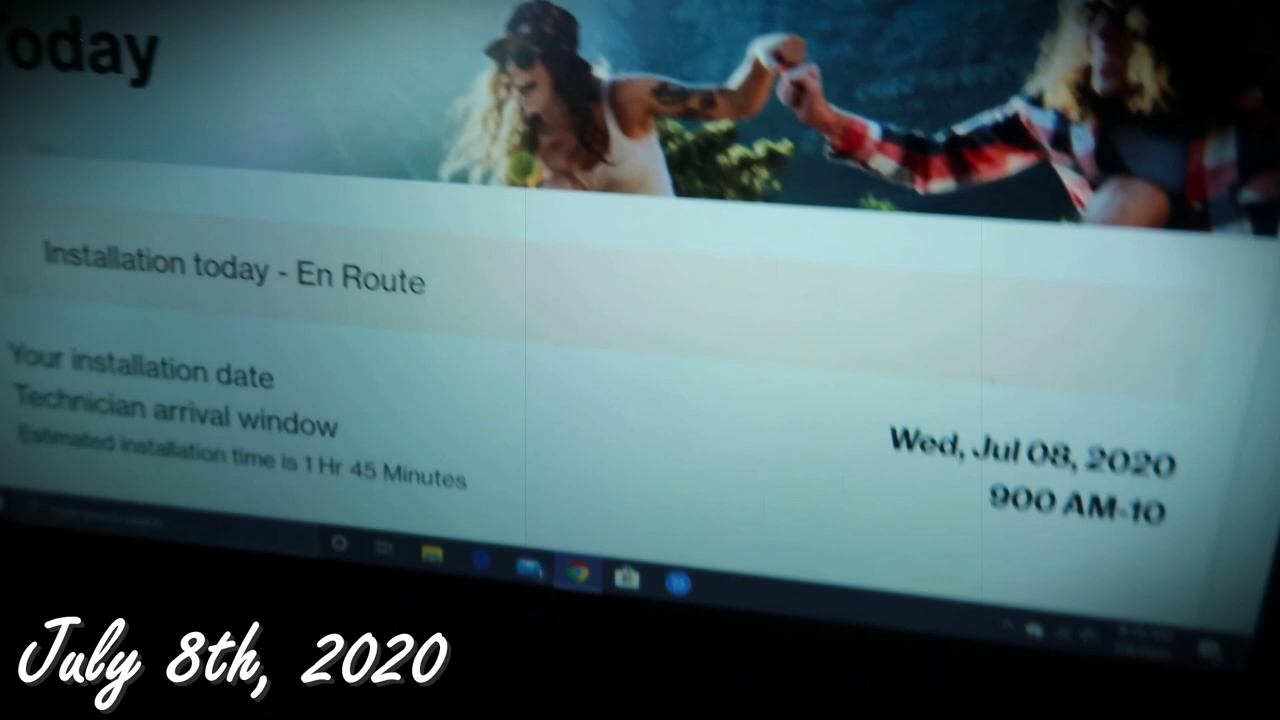 Today
Installation today - En Route
Your installation date
Technician arrival window
Estimated installation time is 1 Hr 45 Minutes
Wed, Jul 08, 2020
900 AM-10
July 8th, 2020